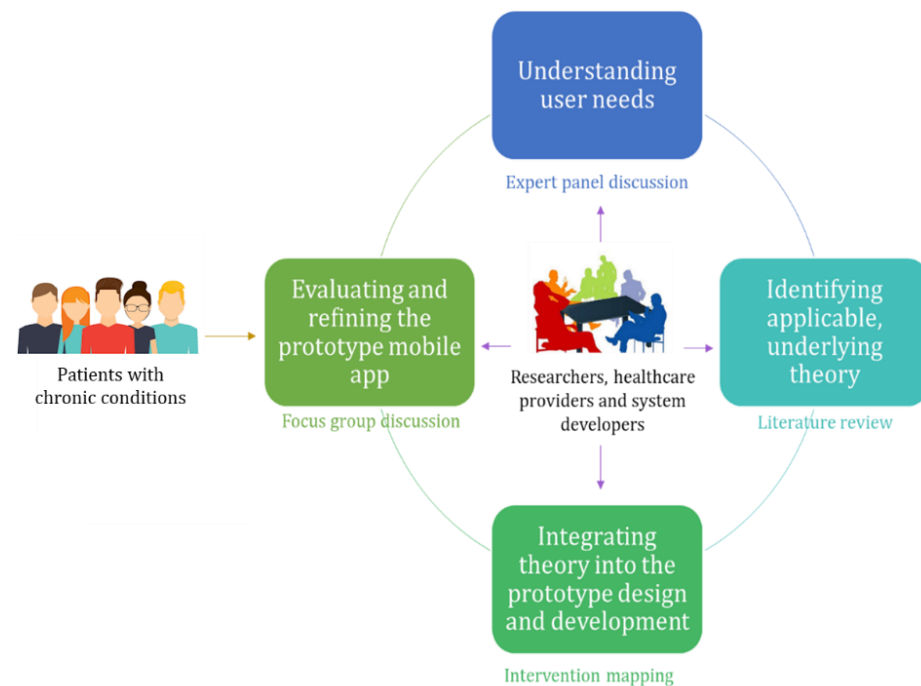 Understanding
user needs
Expert panel discussion
Evaluating and
refining the
prototype mobile
app
Focus group discussion
Patients with
chronic conditions
Researchers, healthcare
providers and system
developers
Identifying
applicable,
underlying
theory
Literature review
Integrating
theory into the
prototype design
and development
Intervention mapping